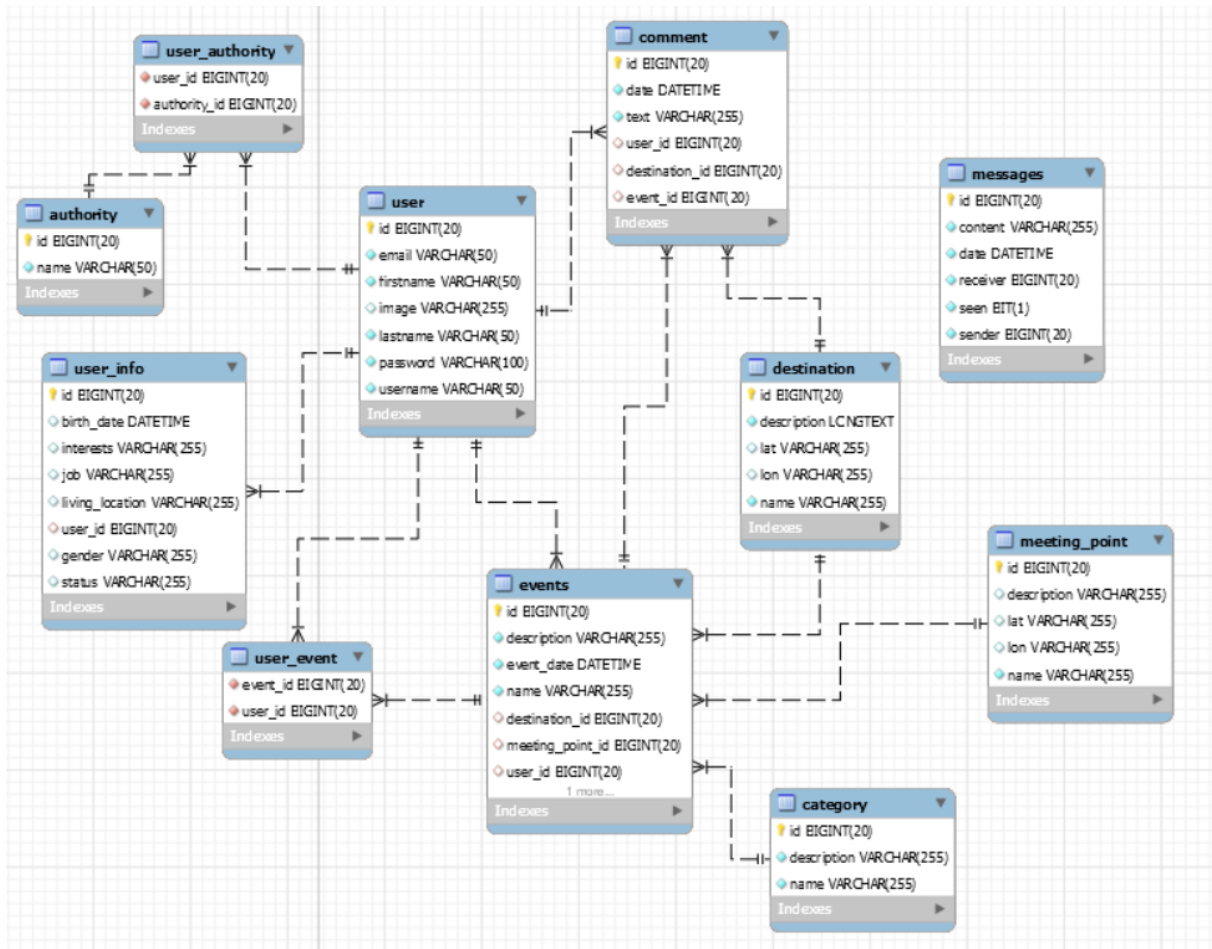 user_authority
user_id BIGINT(20)
authority_id BIGINT(20)
Indexes
comment
id BIGINT(20)
date DATETIME
text VARCHAR(255)
user_id BIGINT(20)
destination_id BIGINT(20)
event_id BIGINT(20)
Indexes
messages
id BIGINT(20)
content VARCHAR(255)
date DATETIME
receiver BIGINT(20)
seen BIT(1)
sender BIGINT(20)
Indexes
authority
id BIGINT(20)
name VARCHAR(50)
Indexes
user
id BIGINT(20)
email VARCHAR(50)
firstname VARCHAR(50)
image VARCHAR(255)
lastname VARCHAR(50)
password VARCHAR(100)
username VARCHAR(50)
Indexes
user_info
id BIGINT(20)
birth_date DATETIME
interests VARCHAR(255)
job VARCHAR(255)
living_location VARCHAR(255)
user_id BIGINT(20)
gender VARCHAR(255)
status VARCHAR(255)
Indexes
destination
id BIGINT(20)
description LONGTEXT
lat VARCHAR(255)
lon VARCHAR(255)
name VARCHAR(255)
Indexes
meeting_point
id BIGINT(20)
description VARCHAR(255)
lat VARCHAR(255)
lon VARCHAR(255)
name VARCHAR(255)
Indexes
events
id BIGINT(20)
description VARCHAR(255)
event_date DATETIME
name VARCHAR(255)
destination_id BIGINT(20)
meeting_point_id BIGINT(20)
user_id BIGINT(20)
1 more...
Indexes
user_event
event_id BIGINT(20)
user_id BIGINT(20)
Indexes
category
id BIGINT(20)
description VARCHAR(255)
name VARCHAR(255)
Indexes